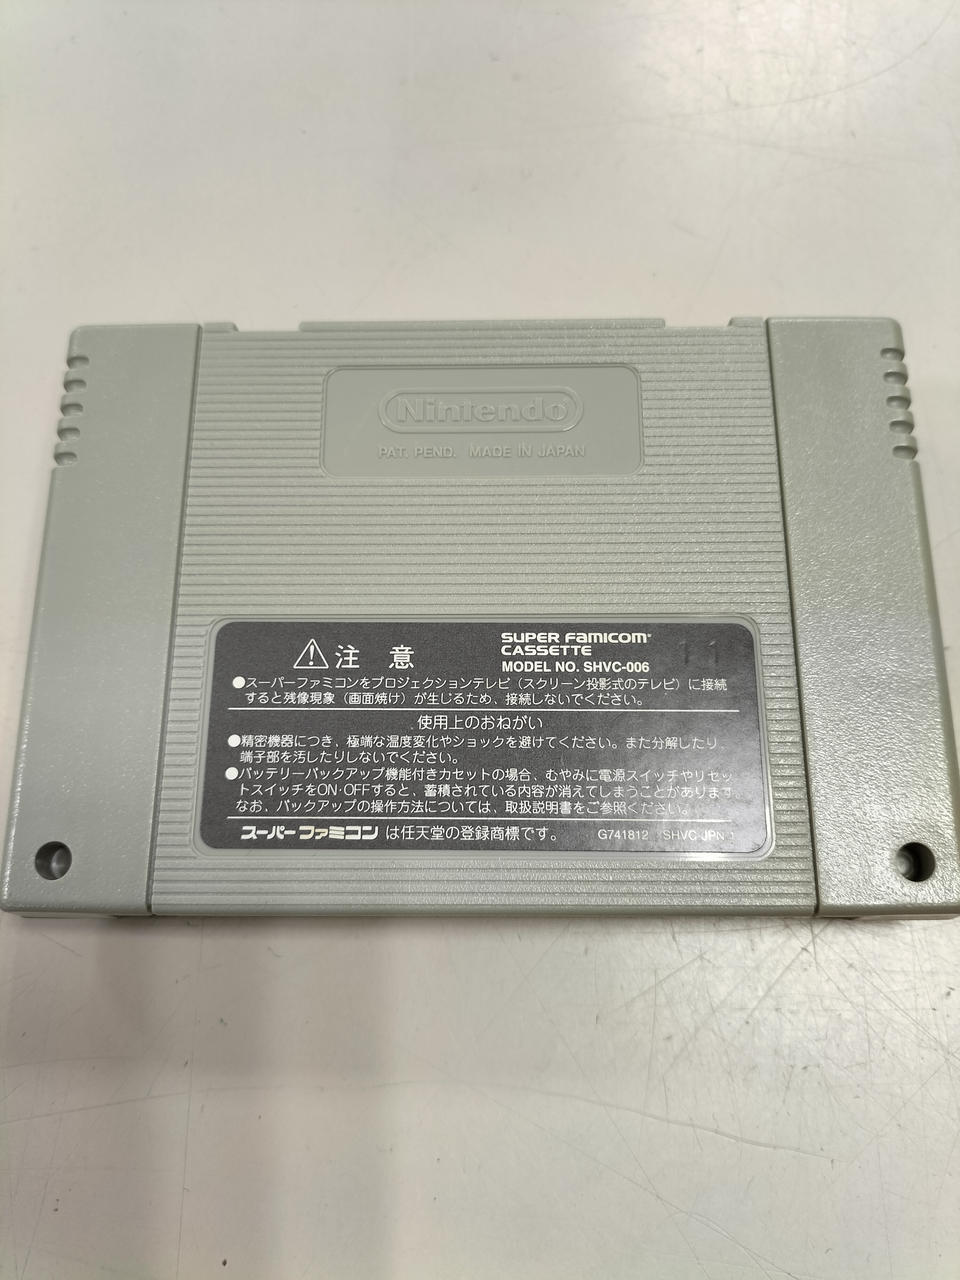 Nintendo
PAT. PEND. MADE IN JAPAN
⚠注 意
SUPER FAMICOM
CASSETTE
MODEL NO. SHVC-006
11
●スーパーファミコンをプロジェクションテレビ（スクリーン投影式のテレビ）に接続
すると残像現象（画面焼け）が生じるため、接続しないでください。
使用上のおねがい
●精密機器につき、極端な温度変化やショックを避けてください。また分解したり、
端子部を汚したりしないでください。
●バッテリーバックアップ機能付きカセットの場合、むやみに電源スイッチやリセッ
トスイッチをON·OFFすると、蓄積されている内容が消えてしまうことがあります。
なお、バックアップの操作方法については、取扱説明書をご参照ください。
スーパーファミコン は任天堂の登録商標です。
G741812 SHVC-JPN-1